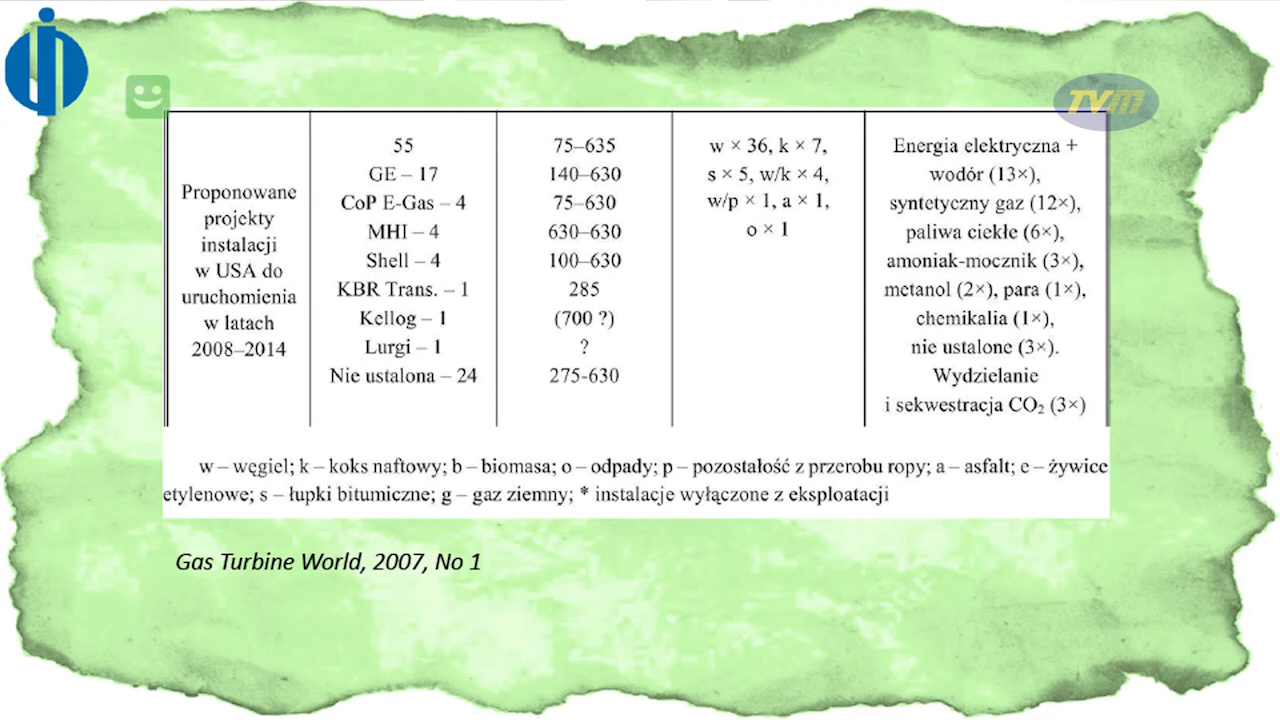 TVM
Proponowane
projekty
instalacji
w USA do
uruchomienia
w latach
2008–2014
55
GE – 17
CoP E-Gas – 4
MHI – 4
Shell – 4
KBR Trans. – 1
Kellog – 1
Lurgi – 1
Nie ustalona – 24
75–635
140–630
75–630
630–630
100–630
285
(700 ?)
?
275-630
w × 36, k × 7,
s × 5, w/k × 4,
w/p × 1, a × 1,
o × 1
Energia elektryczna +
wodór (13×),
syntetyczny gaz (12×),
paliwa ciekłe (6×),
amoniak-mocznik (3×),
metanol (2×), para (1×),
chemikalia (1×),
nie ustalone (3×).
Wydzielanie
i sekwestracja CO₂ (3×)
w – węgiel; k – koks naftowy; b – biomasa; o – odpady; p – pozostałość z przerobu ropy; a – asfalt; e – żywice
etylenowe; s – łupki bitumiczne; g – gaz ziemny; * instalacje wyłączone z eksploatacji
Gas Turbine World, 2007, No 1